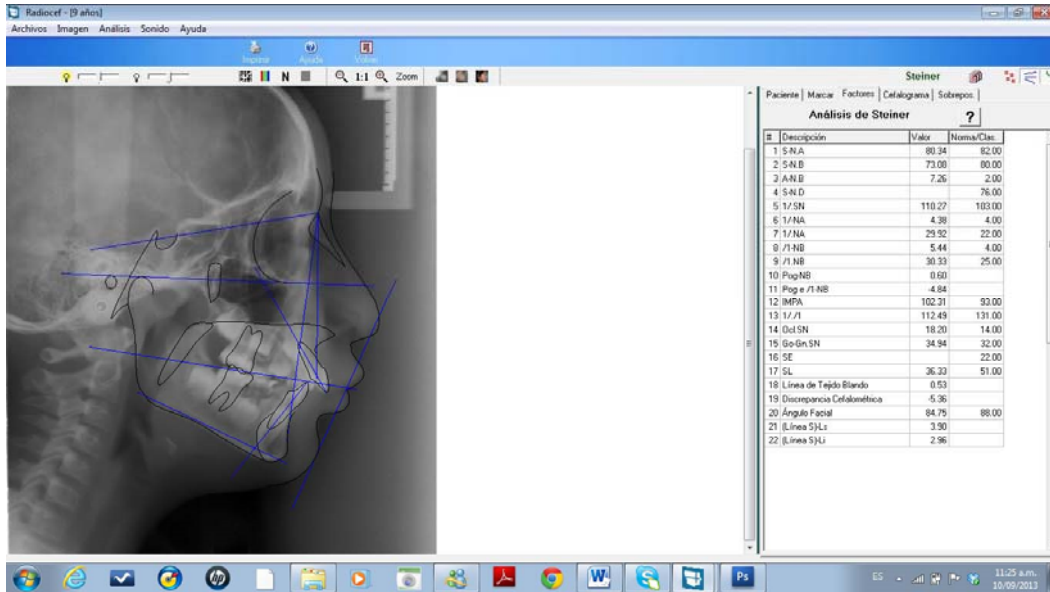 Radiocef - [9 años]
Archivos Imagen Análisis Sonido Ayuda
Imprimir Ayuda Volver
N 1:1 Zoom Steiner
Paciente Marcar Factores Cefalograma Sobrepos.
Análisis de Steiner ?
# Descripción Valor Norma/Clas.
1 S-N.A 80.34 82.00
2 S-N.B 73.08 80.00
3 A-N.B 7.26 2.00
4 S-N.D 76.00
5 1/.SN 110.27 103.00
6 1/-NA 4.38 4.00
7 1/.NA 29.92 22.00
8 /1-NB 5.44 4.00
9 /1.NB 30.33 25.00
10 Pog-NB 0.60
11 Pog e /1-NB -4.84
12 IMPA 102.31 93.00
13 1/./1 112.49 131.00
14 Ocl.SN 18.20 14.00
15 Go-Gn.SN 34.94 32.00
16 SE 22.00
17 SL 36.33 51.00
18 Línea de Tejido Blando 0.53
19 Discrepancia Cefalométrica -5.36
20 Ángulo Facial 84.75 88.00
21 (Línea S)-Ls 3.90
22 (Línea S)-Li 2.96
hp W S Ps ES 11:25 a.m.
10/09/2013